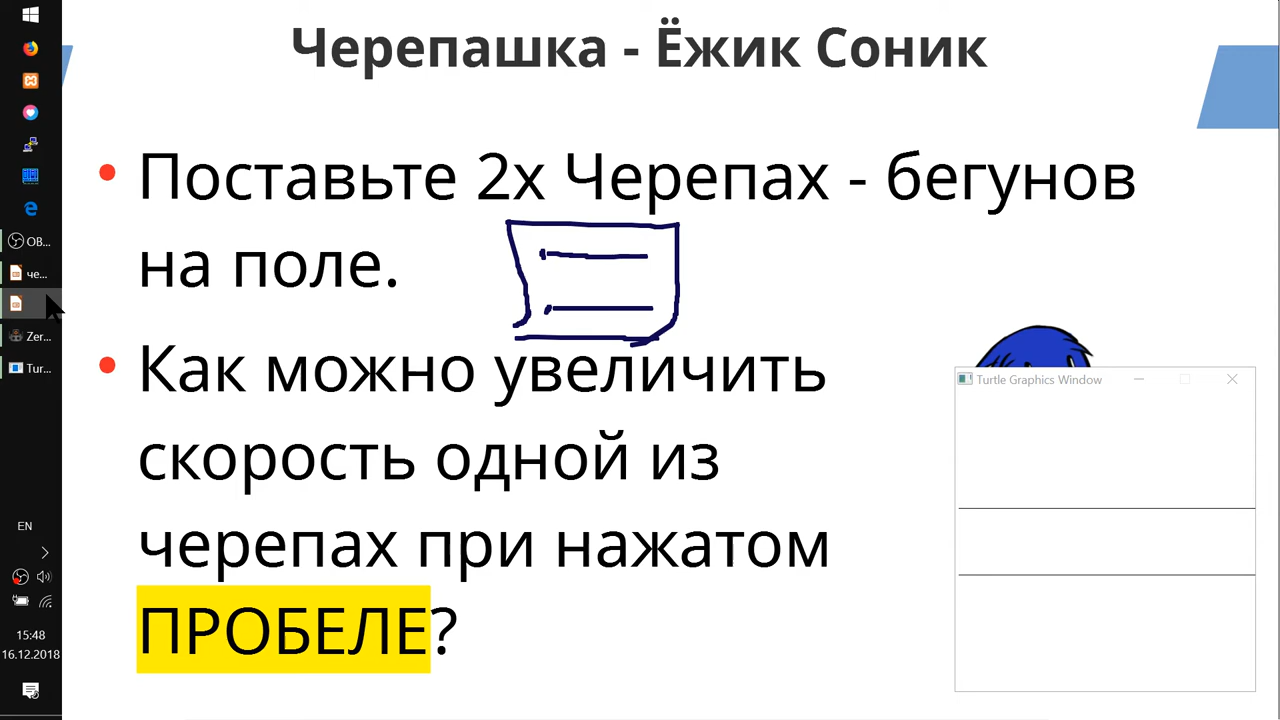 Черепашка - Ёжик Соник
• Поставьте 2х Черепах - бегунов
на поле.
• Как можно увеличить
скорость одной из
черепах при нажатом
ПРОБЕЛЕ?
Turtle Graphics Window
OB...
че...
Zer...
Tur...
EN
15:48
16.12.2018